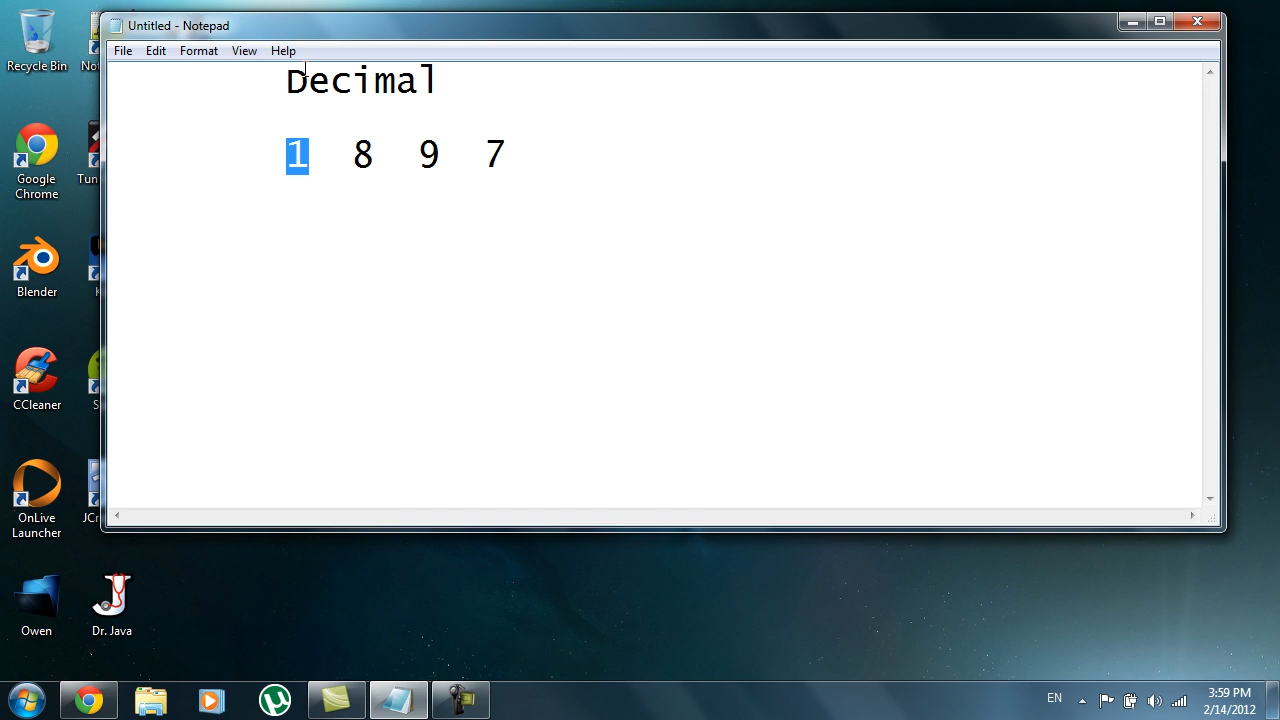 Untitled - Notepad
File Edit Format View Help
Decimal
1 8 9 7
Recycle Bin
Google Chrome
Blender
CCleaner
OnLive Launcher
Owen
Dr. Java
EN
3:59 PM
2/14/2012